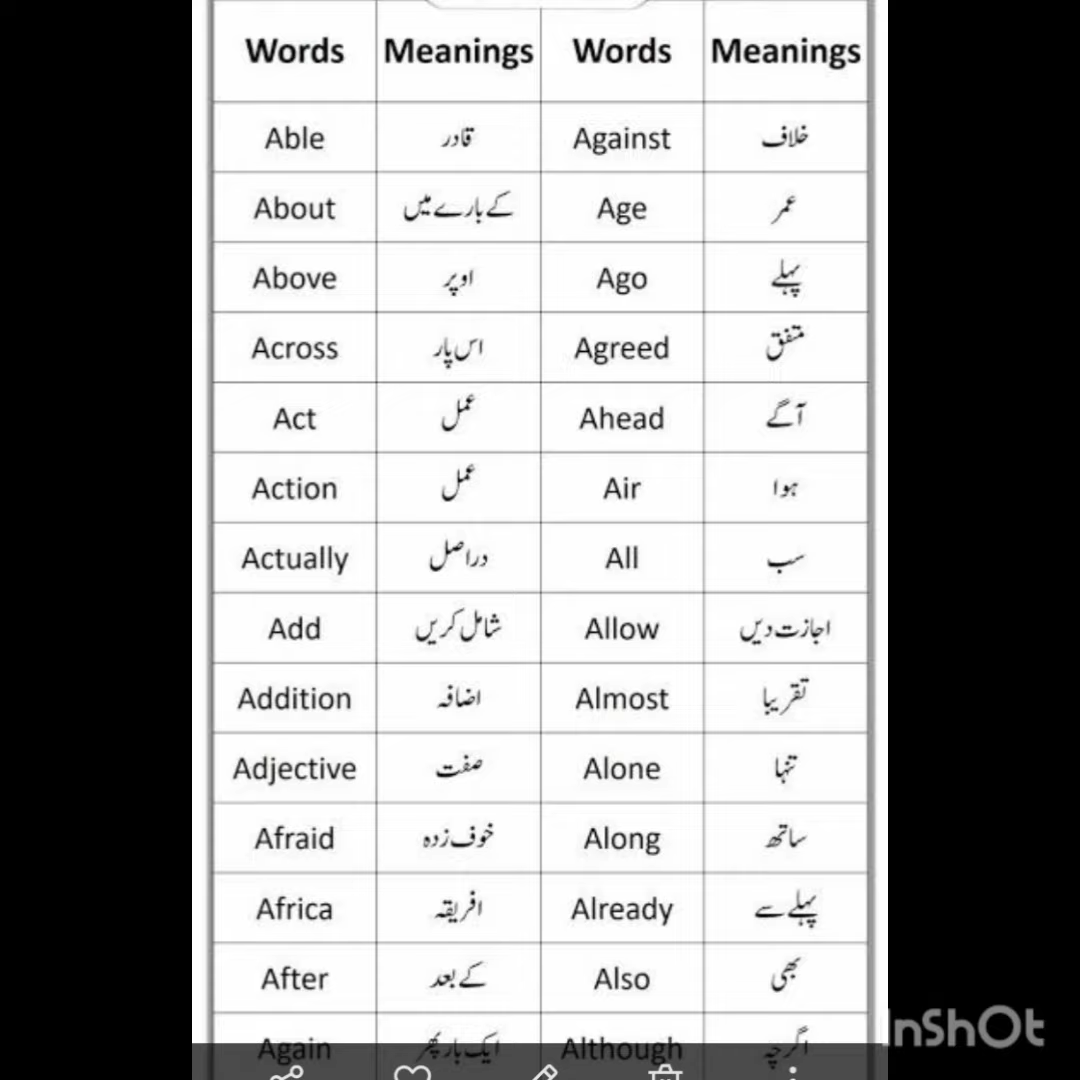 Words Meanings Words Meanings
Able قادر Against خلاف
About کے بارے میں Age عمر
Above اوپر Ago پہلے
Across اس پار Agreed متفق
Act عمل Ahead آگے
Action عمل Air ہوا
Actually دراصل All سب
Add شامل کریں Allow اجازت دیں
Addition اضافہ Almost تقریبا
Adjective صفت Alone تنہا
Afraid خوف زدہ Along ساتھ
Africa افریقہ Already پہلے سے
After کے بعد Also بھی
Again ایک بار پھر Although اگرچہ
InShOt